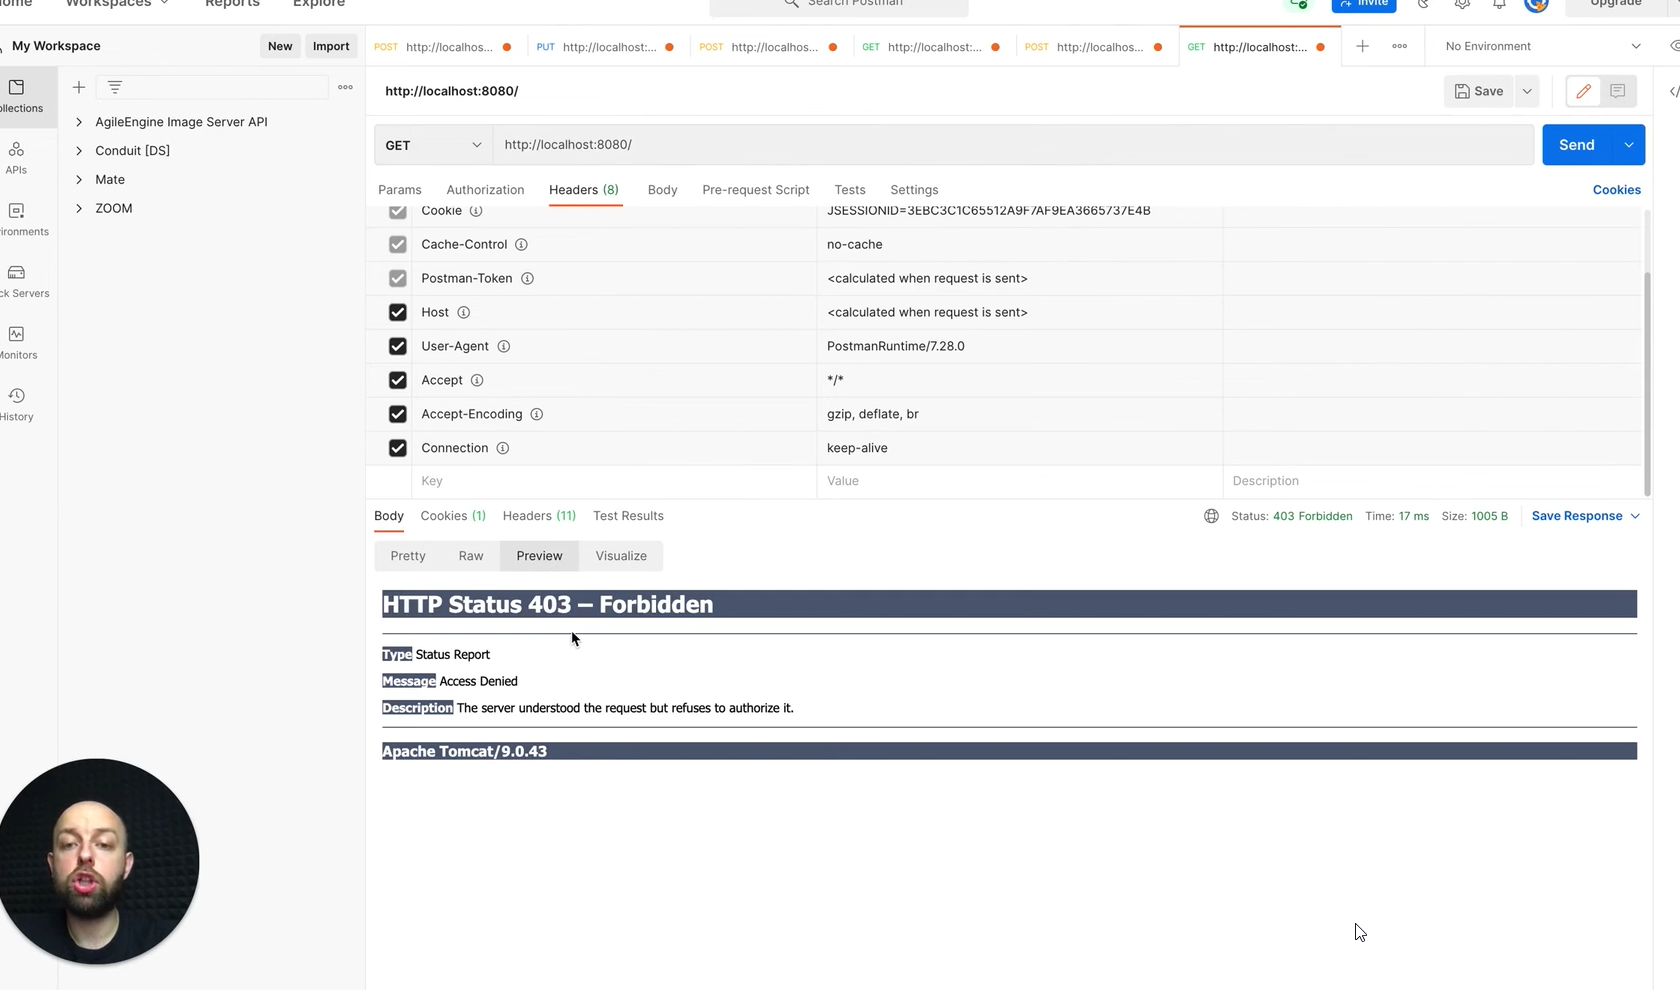 Home Workspaces Reports Explore Search Postman Invite Upgrade
My Workspace New Import
POST http://localhos... PUT http://localhost:... POST http://localhos... GET http://localhost:... POST http://localhos... GET http://localhost:... No Environment
http://localhost:8080/ Save
ollections
AgileEngine Image Server API
Conduit [DS]
Mate
ZOOM
APIs
ironments
ck Servers
Monitors
History
GET http://localhost:8080/ Send
Params Authorization Headers (8) Body Pre-request Script Tests Settings Cookies
Cookie JSESSIONID=3EBC3C1C65512A9F7AF9EA3665737E4B
Cache-Control no-cache
Postman-Token <calculated when request is sent>
Host <calculated when request is sent>
User-Agent PostmanRuntime/7.28.0
Accept */*
Accept-Encoding gzip, deflate, br
Connection keep-alive
Key Value Description
Body Cookies (1) Headers (11) Test Results Status: 403 Forbidden Time: 17 ms Size: 1005 B Save Response
Pretty Raw Preview Visualize
HTTP Status 403 – Forbidden
Type Status Report
Message Access Denied
Description The server understood the request but refuses to authorize it.
Apache Tomcat/9.0.43